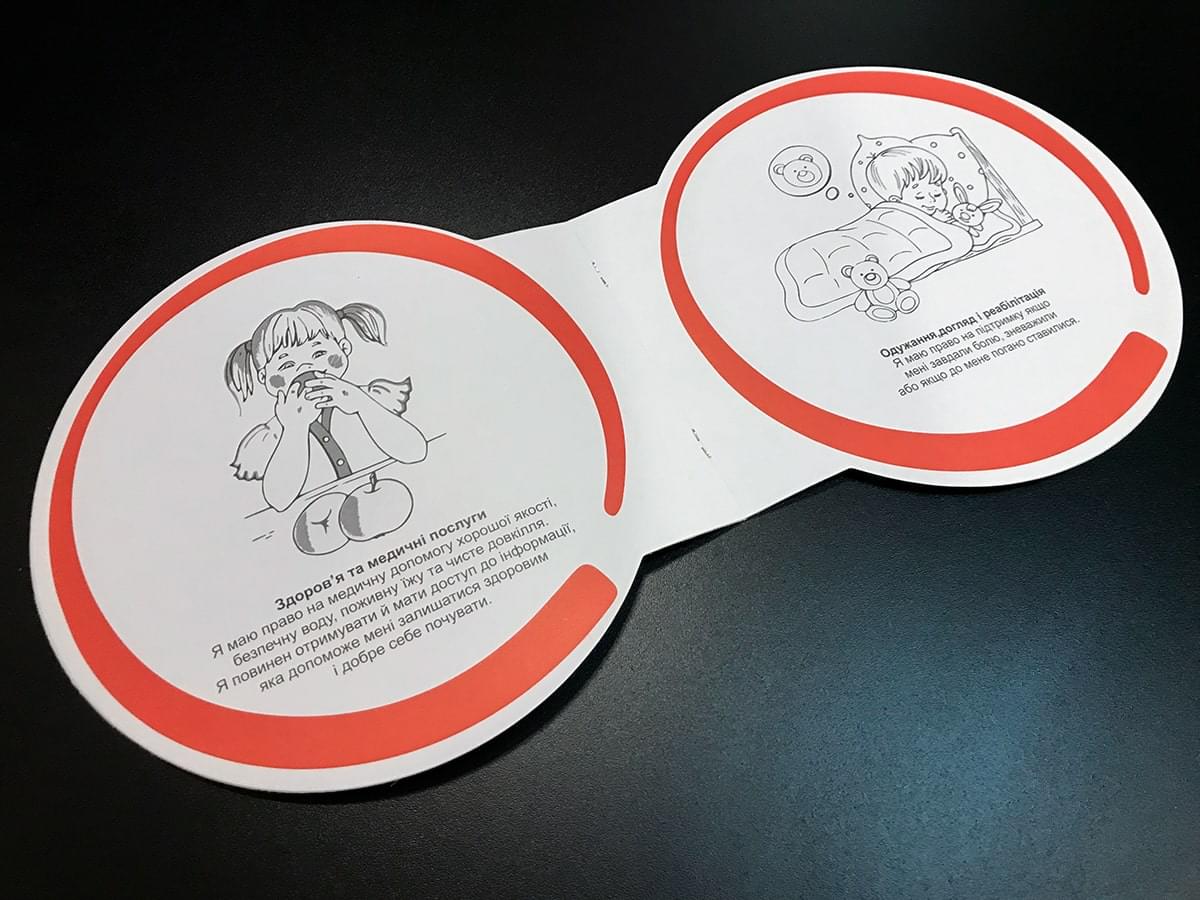 Здоров'я та медичні послуги
Я маю право на медичну допомогу хорошої якості,
безпечну воду, поживну їжу та чисте довкілля.
Я повинен отримувати й мати доступ до інформації,
яка допоможе мені залишатися здоровим
і добре себе почувати.
Одужання,догляд і реабілітація
Я маю право на підтримку якщо
мені завдали болю, зневажили
або якщо до мене погано ставилися.